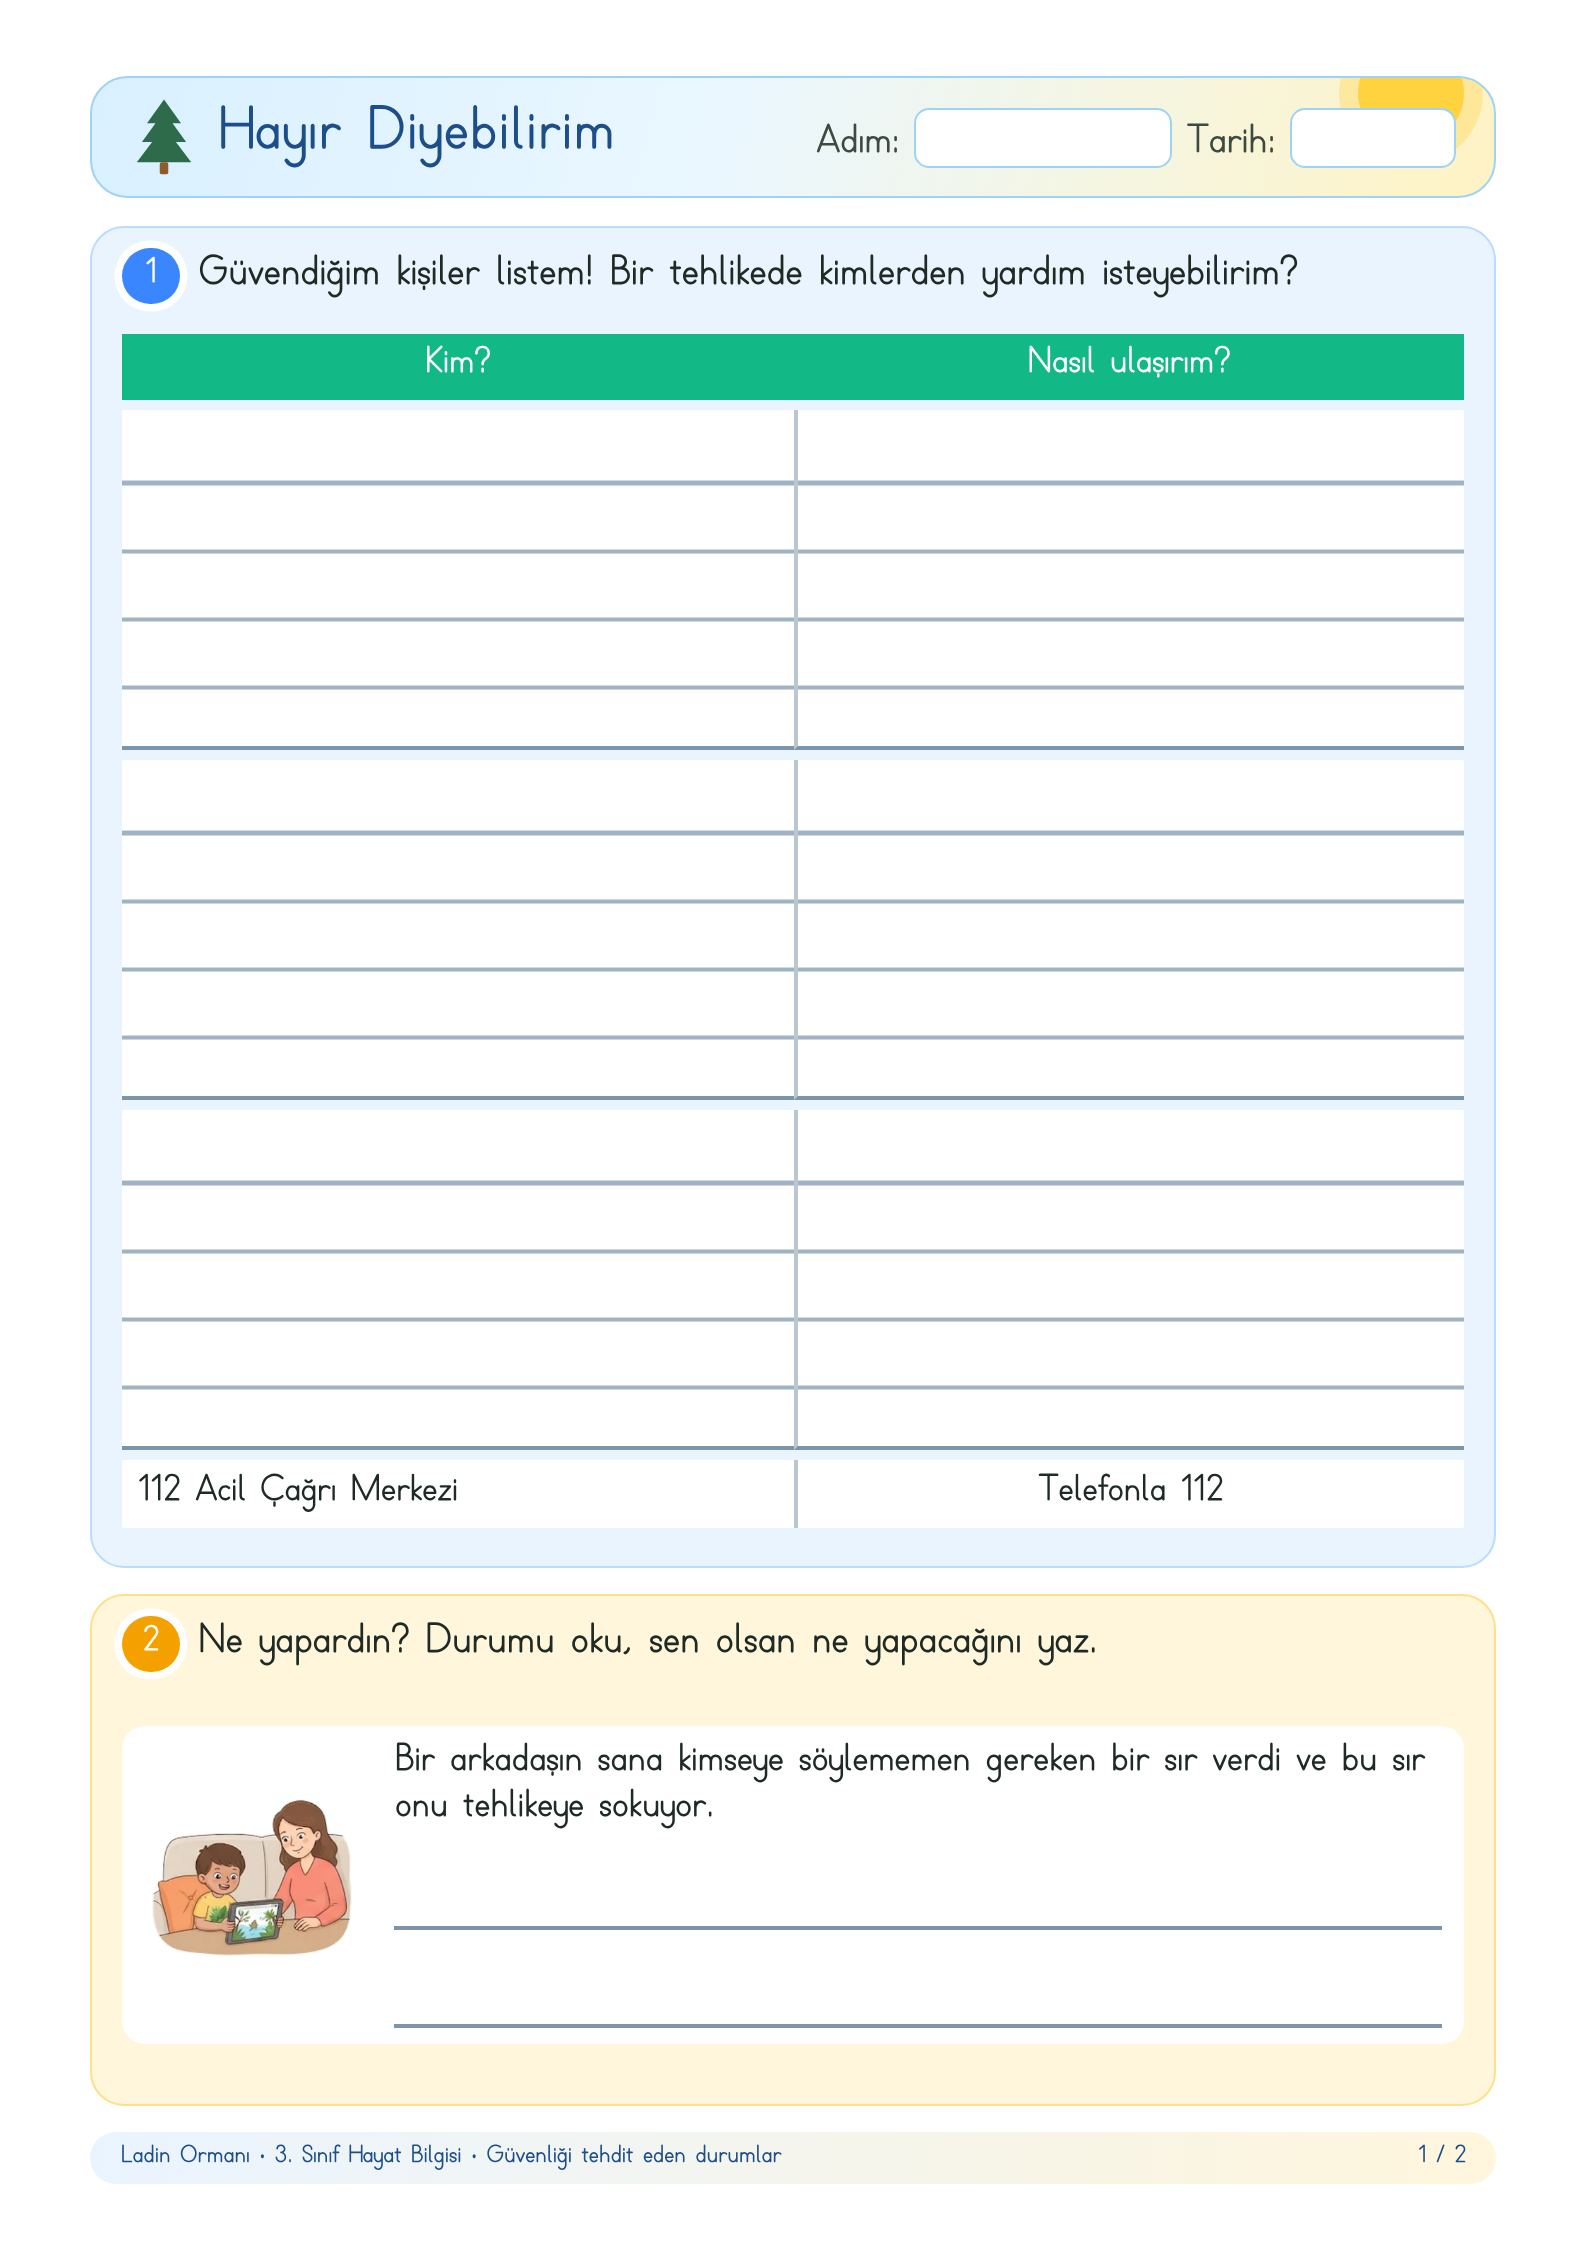 Hayır Diyebilirim
Adım:
Tarih:
1 Güvendiğim kişiler listem! Bir tehlikede kimlerden yardım isteyebilirim?
Kim? Nasıl ulaşırım?
112 Acil Çağrı Merkezi Telefonla 112
2 Ne yapardın? Durumu oku, sen olsan ne yapacağını yaz.
Bir arkadaşın sana kimseye söylememen gereken bir sır verdi ve bu sır
onu tehlikeye sokuyor.
Ladin Ormanı • 3. Sınıf Hayat Bilgisi • Güvenliği tehdit eden durumlar 1 / 2